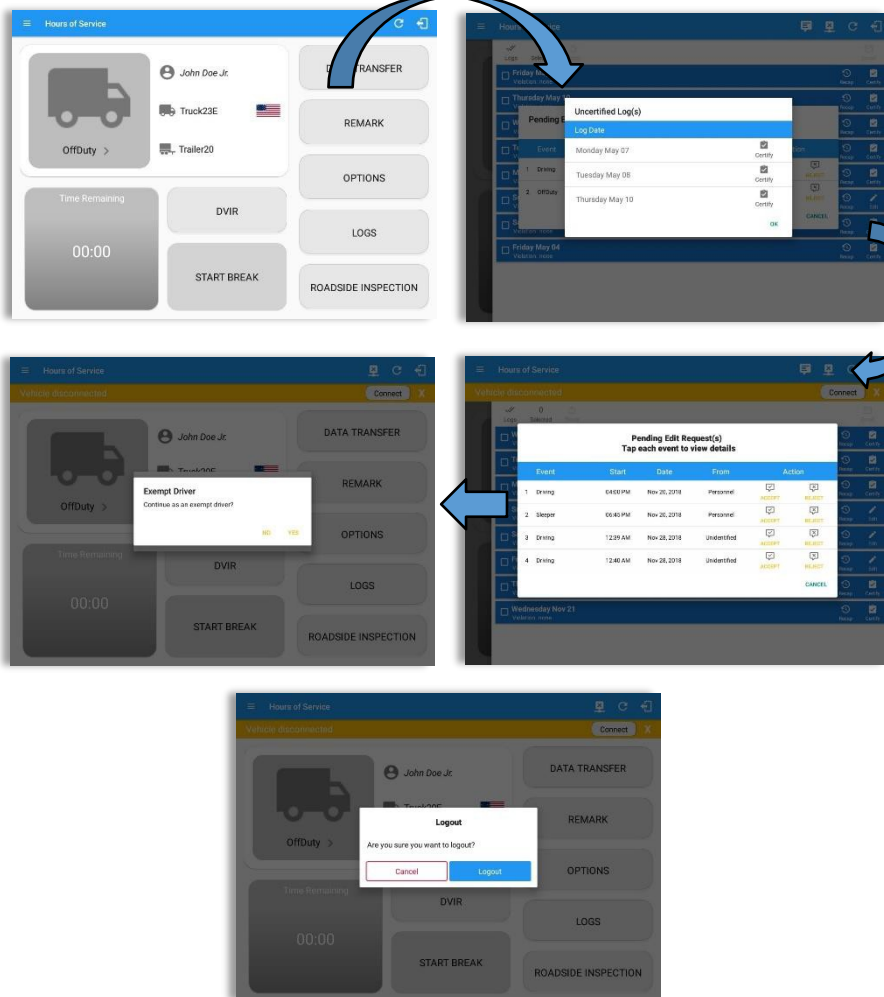 Hours of Service
John Doe Jr.
Truck23E
OffDuty >
Trailer20
Time Remaining
00:00
DVIR
START BREAK
TRANSFER
REMARK
OPTIONS
LOGS
ROADSIDE INSPECTION
Friday
Thursday May 10
Uncertified Log(s)
Log Date
Monday May 07
Certify
Tuesday May 08
Certify
Thursday May 10
Certify
OK
Pending
Event
1 Driving
2 OffDuty
REJECT
REJECT
CANCEL
Friday May 04
Violation: none
Recap
Certify
Hours of Service
Vehicle disconnected
Connect X
John Doe Jr.
OffDuty >
Exempt Driver
Continue as an exempt driver?
NO YES
Time Remaining
00:00
DVIR
START BREAK
DATA TRANSFER
REMARK
OPTIONS
LOGS
ROADSIDE INSPECTION
Hours of Service
Vehicle disconnected
Connect X
Logs
0
Pending Edit Request(s)
Tap each event to view details
Event Start Date From Action
1 Driving 04:00 PM Nov 20, 2018 Personnel ACCEPT REJECT
2 Sleeper 06:45 PM Nov 20, 2018 Personnel ACCEPT REJECT
3 Driving 12:39 AM Nov 28, 2018 Unidentified ACCEPT REJECT
4 Driving 12:40 AM Nov 28, 2018 Unidentified ACCEPT REJECT
CANCEL
Wednesday Nov 21
Violation: none
Recap
Certify
Hours of Service
Vehicle disconnected
Connect X
John Doe Jr.
OffDuty >
Logout
Are you sure you want to logout?
Cancel Logout
Time Remaining
00:00
DVIR
START BREAK
DATA TRANSFER
REMARK
OPTIONS
LOGS
ROADSIDE INSPECTION